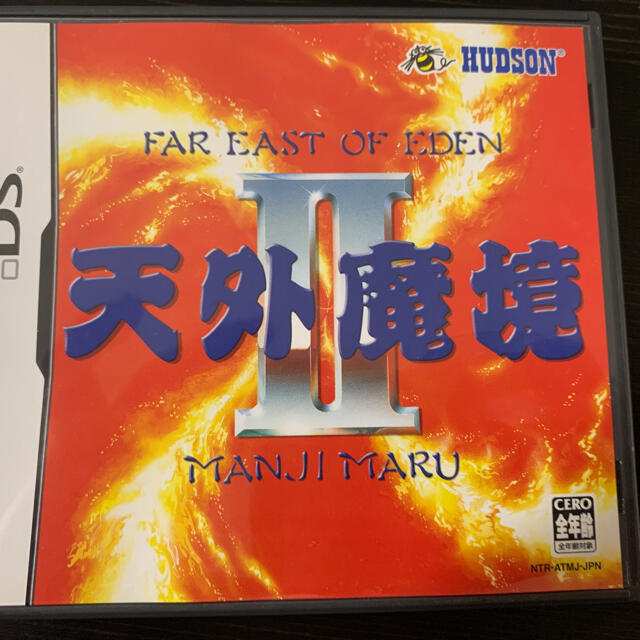 HUDSON®
FAR EAST OF EDEN
II
天外魔境
MANJI MARU
DS®
CERO
全年齢
全年齢対象
NTR-ATMJ-JPN